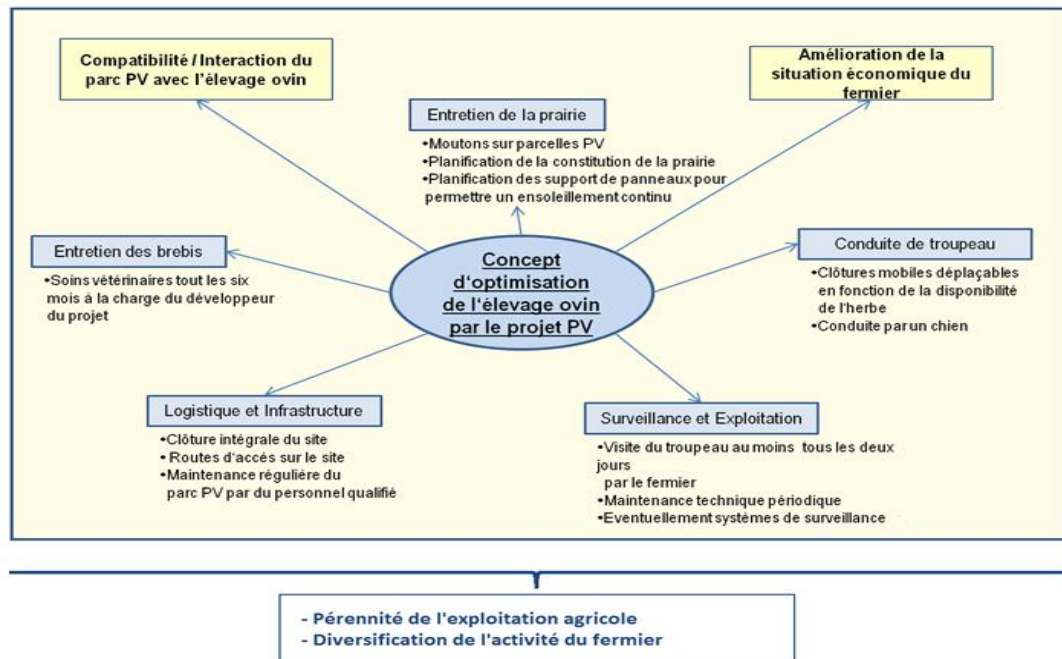 Compatibilité / Interaction du
parc PV avec l'élevage ovin
Amélioration de la
situation économique du
fermier
Entretien de la prairie
•Moutons sur parcelles PV
•Planification de la constitution de la prairie
•Planification des support de panneaux pour
permettre un ensoleillement continu
Entretien des brebis
•Soins vétérinaires tout les six
mois à la charge du développeur
du projet
Concept
d'optimisation
de l'élevage ovin
par le projet PV
Conduite de troupeau
•Clôtures mobiles déplaçables
en fonction de la disponibilité
de l'herbe
•Conduite par un chien
Logistique et Infrastructure
•Clôture intégrale du site
•Routes d'accés sur le site
•Maintenance régulière du
parc PV par du personnel qualifié
Surveillance et Exploitation
•Visite du troupeau au moins tous les deux
jours
par le fermier
•Maintenance technique périodique
•Eventuellement systèmes de surveillance
- Pérennité de l'exploitation agricole
- Diversification de l'activité du fermier